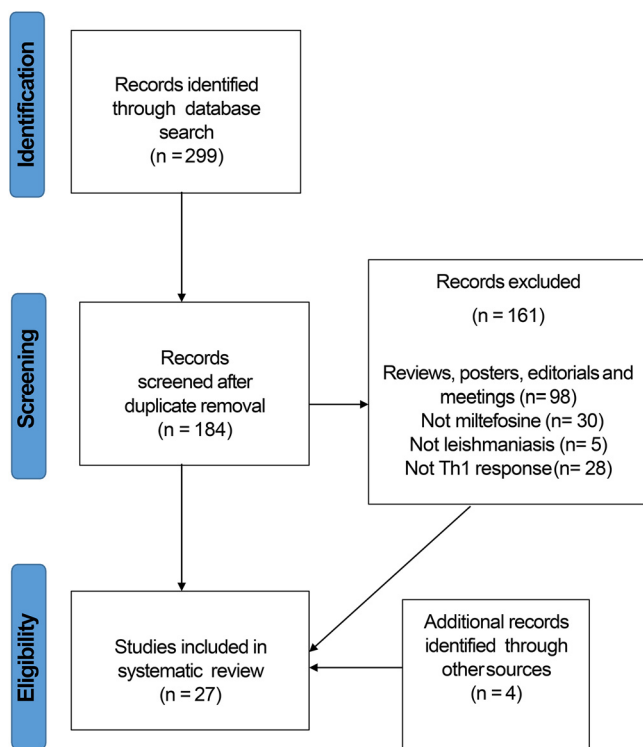 Identification
Records identified
through database
search
(n = 299)
Screening
Records
screened after
duplicate removal
(n = 184)
Records excluded
(n = 161)
Reviews, posters, editorials and
meetings (n= 98)
Not miltefosine (n= 30)
Not leishmaniasis (n= 5)
Not Th1 response (n= 28)
Eligibility
Studies included in
systematic review
(n = 27)
Additional records
identified through
other sources
(n = 4)